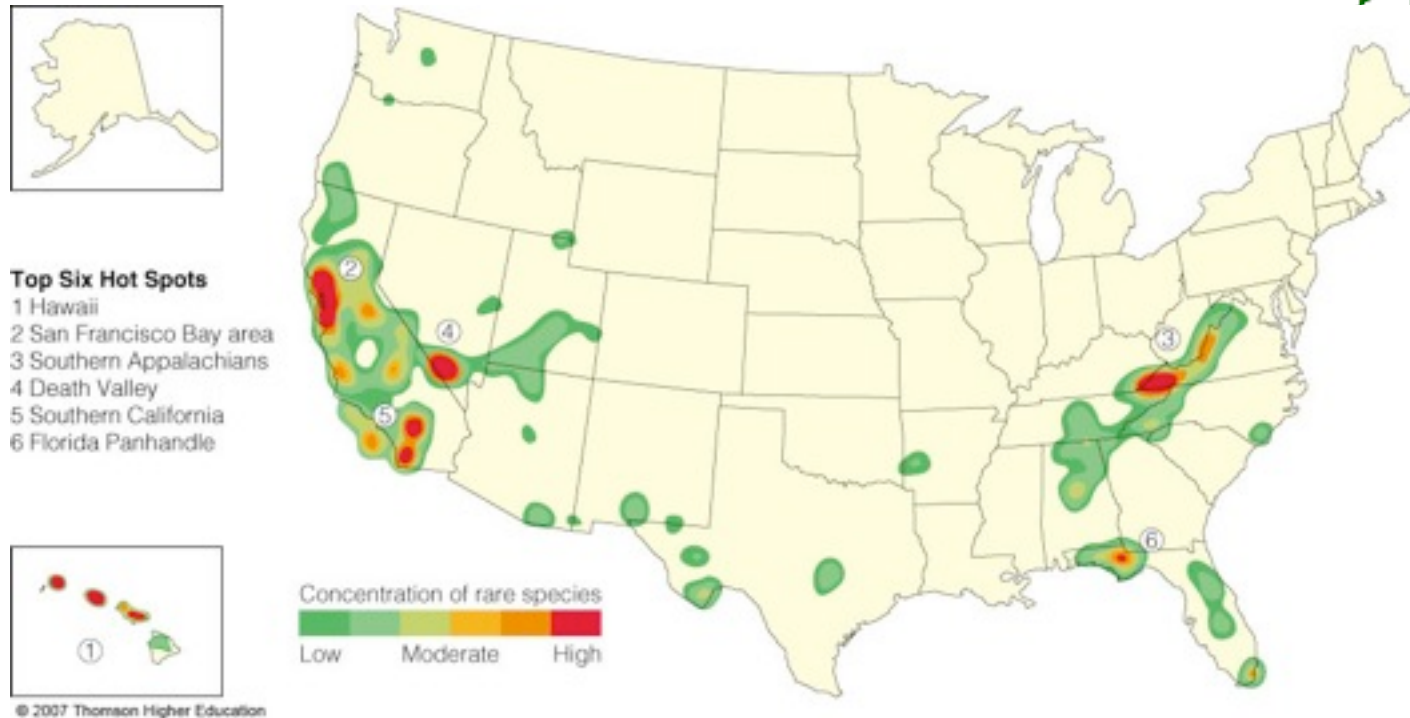 Top Six Hot Spots
1 Hawaii
2 San Francisco Bay area
3 Southern Appalachians
4 Death Valley
5 Southern California
6 Florida Panhandle
2
4
3
5
6
1
Concentration of rare species
Low Moderate High
© 2007 Thomson Higher Education